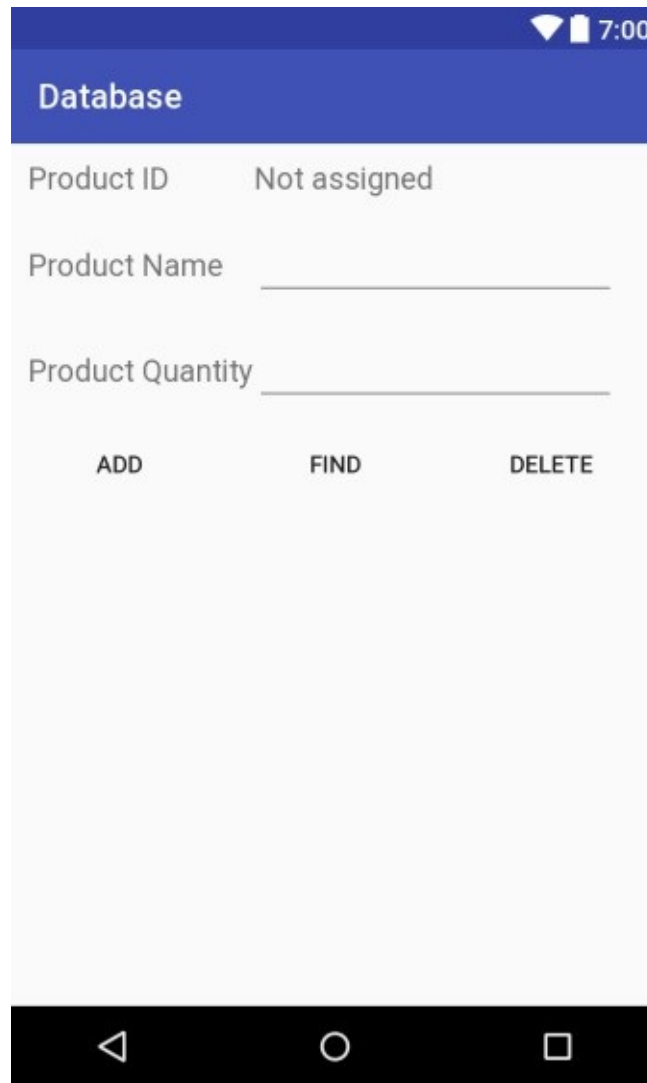 7:00
Database
Product ID Not assigned
Product Name
Product Quantity
ADD FIND DELETE